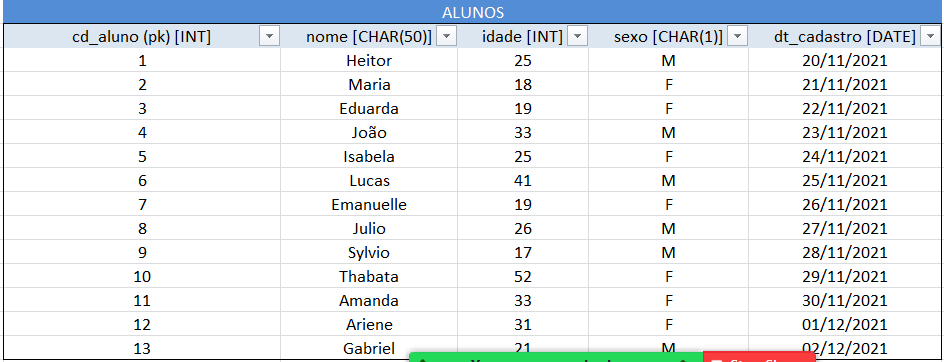 ALUNOS
cd_aluno (pk) [INT] nome [CHAR(50)] idade [INT] sexo [CHAR(1)] dt_cadastro [DATE]
1 Heitor 25 M 20/11/2021
2 Maria 18 F 21/11/2021
3 Eduarda 19 F 22/11/2021
4 João 33 M 23/11/2021
5 Isabela 25 F 24/11/2021
6 Lucas 41 M 25/11/2021
7 Emanuelle 19 F 26/11/2021
8 Julio 26 M 27/11/2021
9 Sylvio 17 M 28/11/2021
10 Thabata 52 F 29/11/2021
11 Amanda 33 F 30/11/2021
12 Ariene 31 F 01/12/2021
13 Gabriel 21 M 02/12/2021